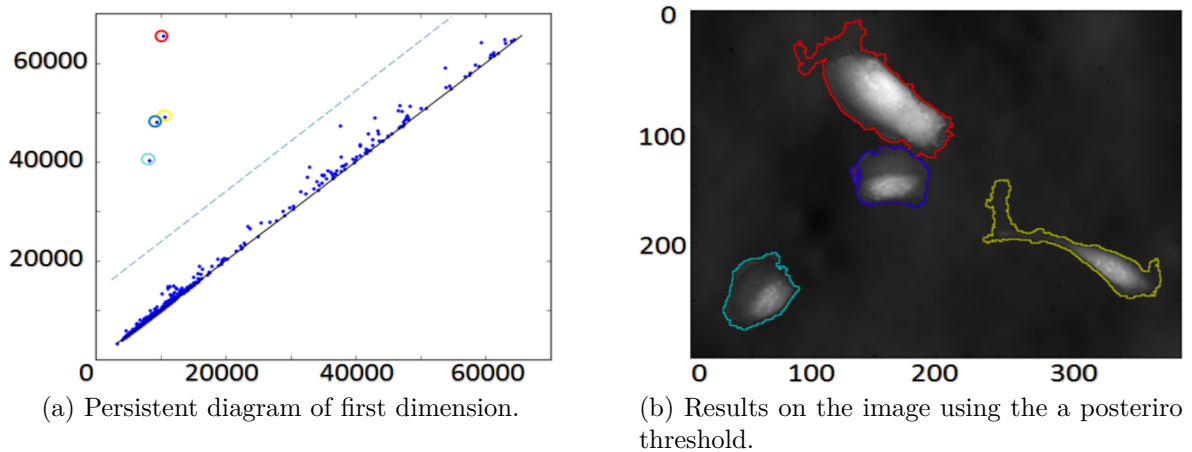 60000
40000
20000
0 20000 40000 60000
(a) Persistent diagram of first dimension.
0
100
200
0 100 200 300
(b) Results on the image using the a posteriro
threshold.